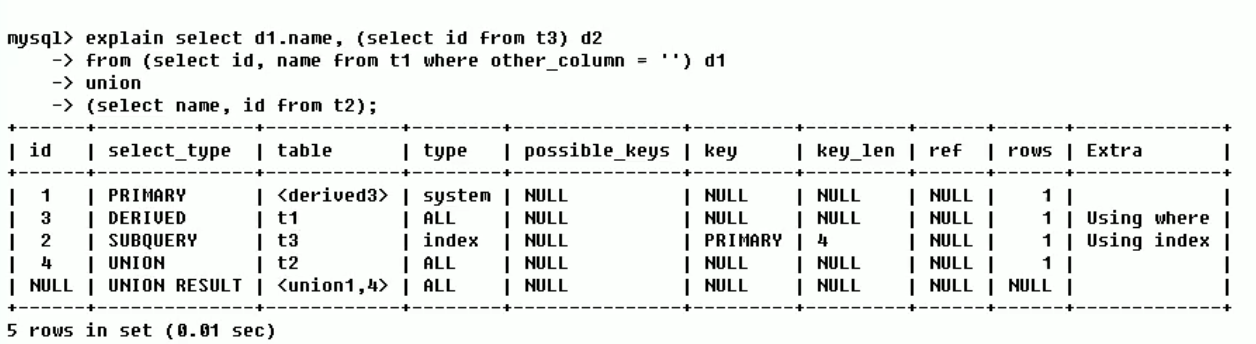 mysql> explain select d1.name, (select id from t3) d2
    -> from (select id, name from t1 where other_column = '') d1
    -> union
    -> (select name, id from t2);
+------+--------------+------------+--------+---------------+---------+---------+------+------+-------------+
| id   | select_type  | table      | type   | possible_keys | key     | key_len | ref  | rows | Extra       |
+------+--------------+------------+--------+---------------+---------+---------+------+------+-------------+
|  1   | PRIMARY      | <derived3> | system | NULL          | NULL    | NULL    | NULL |    1 |             |
|  3   | DERIVED      | t1         | ALL    | NULL          | NULL    | NULL    | NULL |    1 | Using where |
|  2   | SUBQUERY     | t3         | index  | NULL          | PRIMARY | 4       | NULL |    1 | Using index |
|  4   | UNION        | t2         | ALL    | NULL          | NULL    | NULL    | NULL |    1 |             |
| NULL | UNION RESULT | <union1,4> | ALL    | NULL          | NULL    | NULL    | NULL | NULL |             |
+------+--------------+------------+--------+---------------+---------+---------+------+------+-------------+
5 rows in set (0.01 sec)